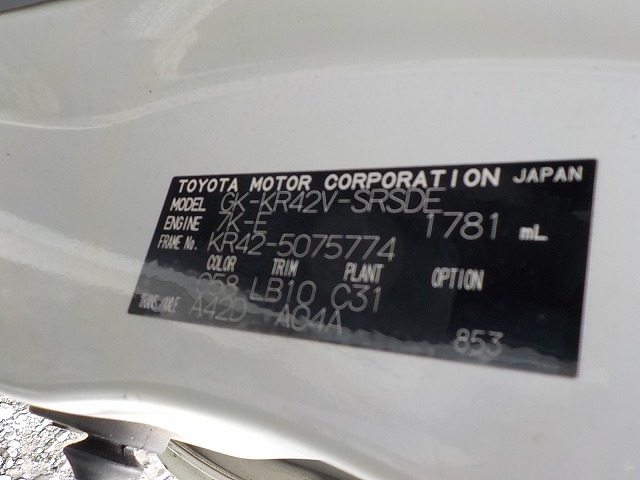 TOYOTA MOTOR CORPORATION JAPAN
MODEL GK-KR42V-SRSDE
ENGINE 7K-E 1781 mL
FRAME No. KR42-5075774
COLOR TRIM PLANT OPTION
058 LB10 C31
TRANS/AXLE A42D A04A 853